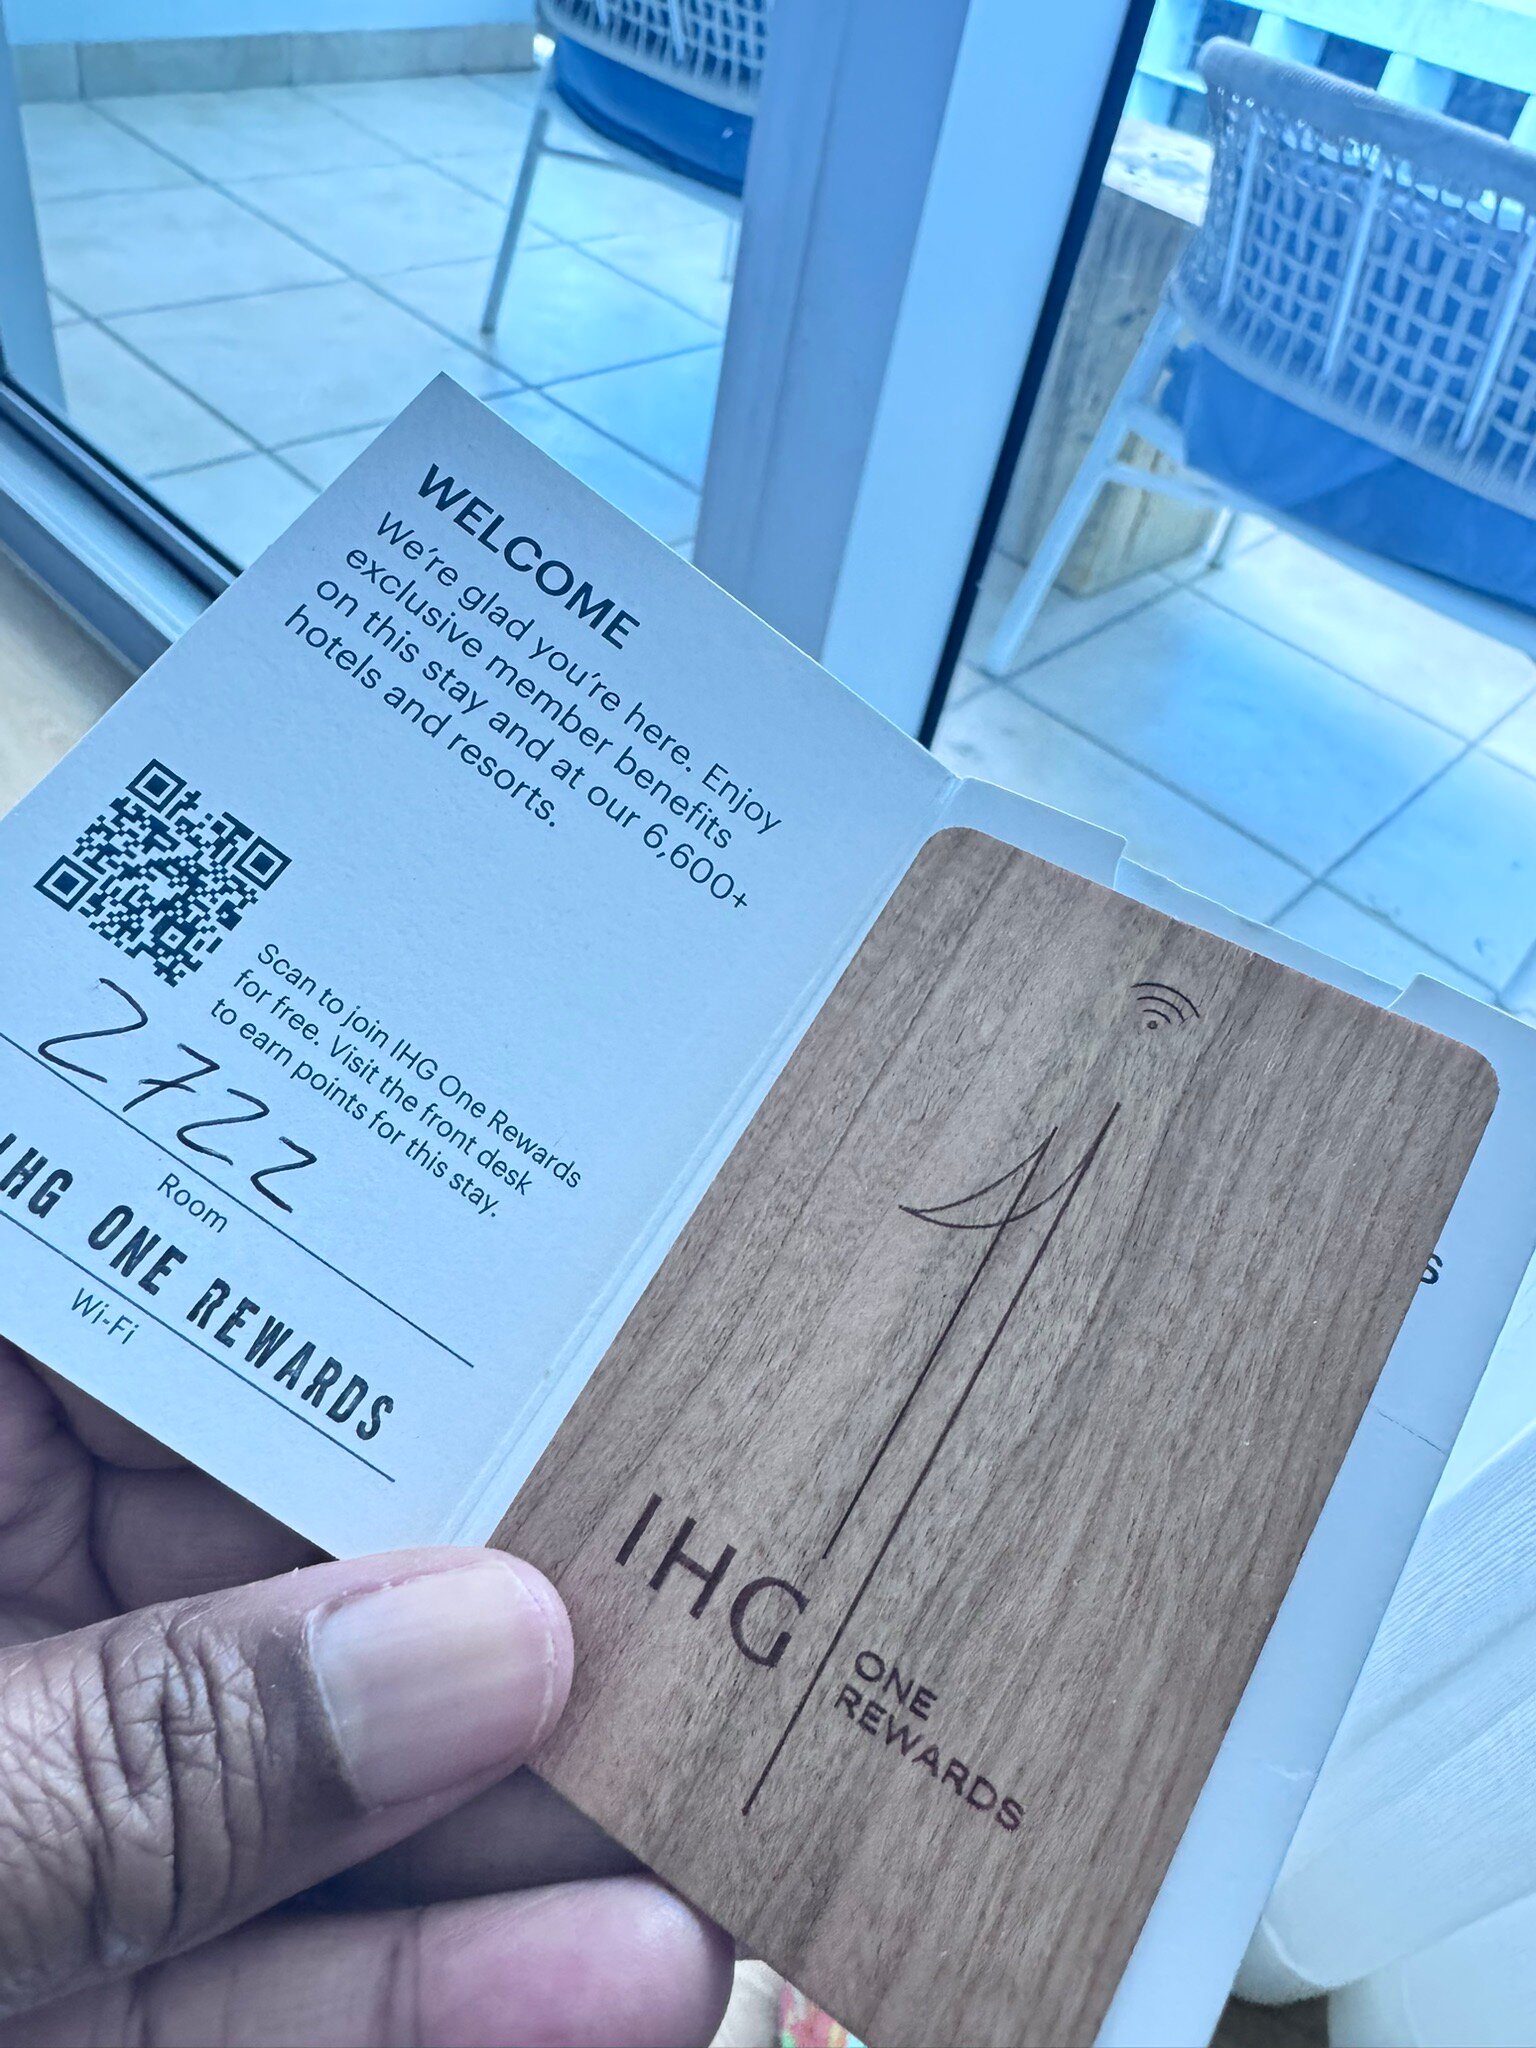 WELCOME
We're glad you're here. Enjoy
exclusive member benefits
on this stay and at our 6,600+
hotels and resorts.
Scan to join IHG One Rewards
for free. Visit the front desk
to earn points for this stay.
2722
Room
IHG ONE REWARDS
Wi-Fi
IHG
ONE
REWARDS
s